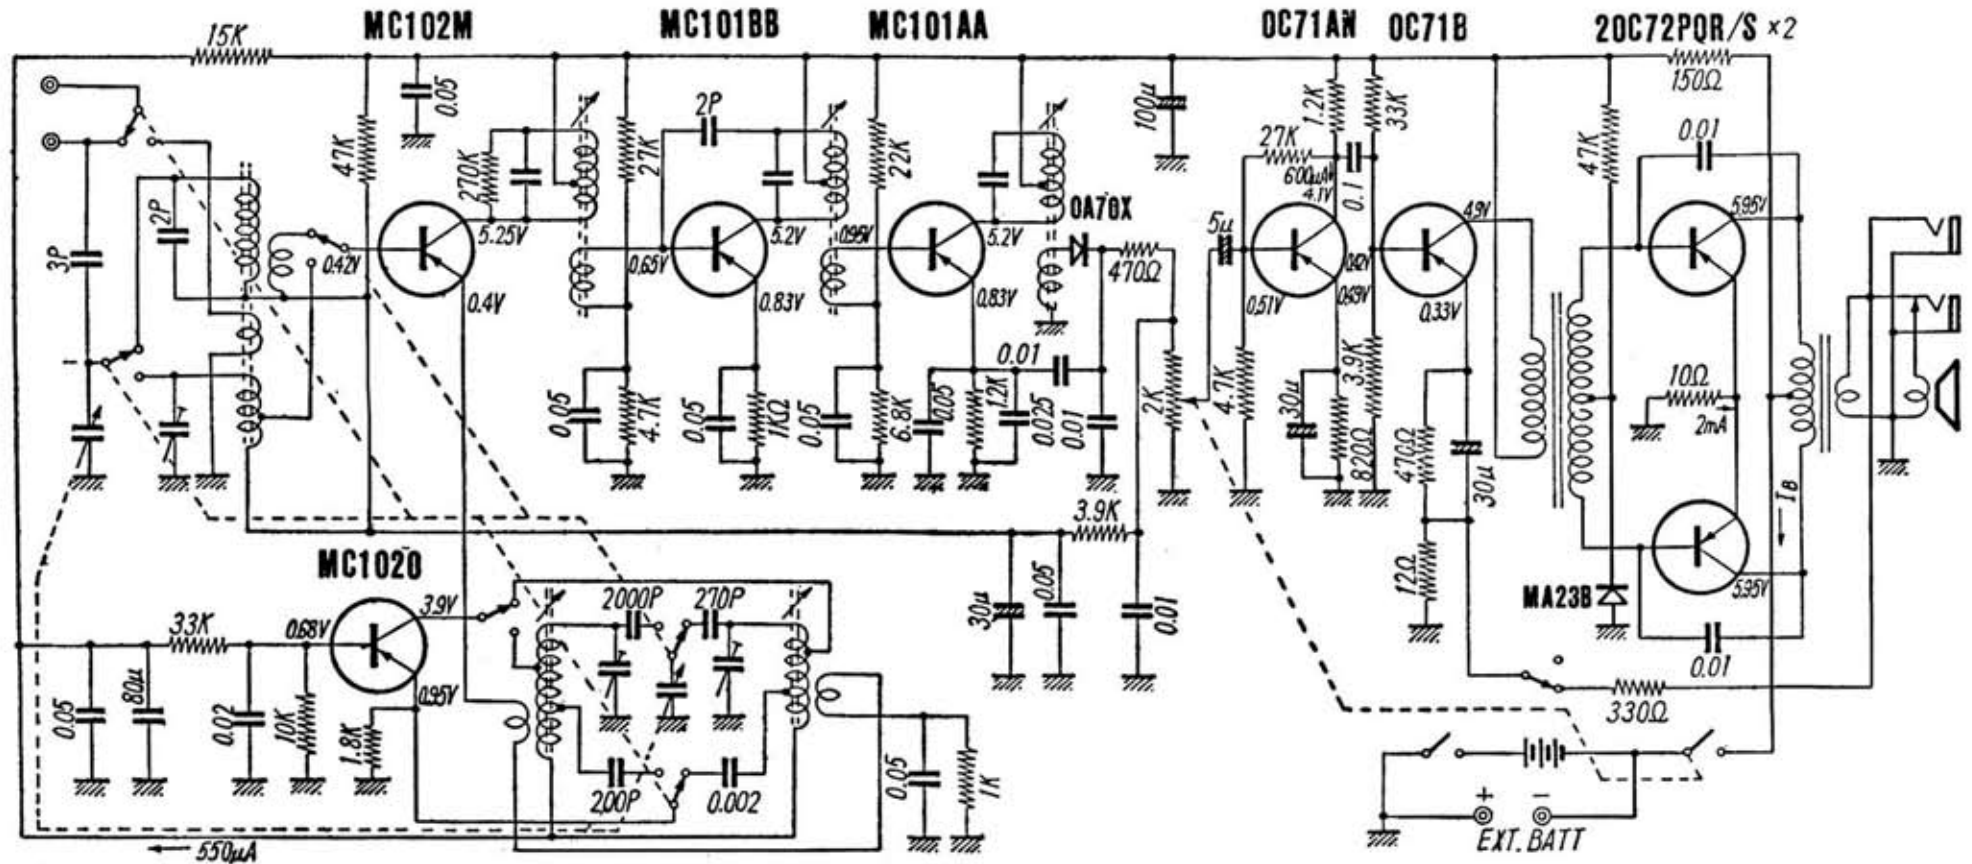 MC102M
MC101BB
MC101AA
OC71AN
OC71B
20C72PQR/S ×2
15K
150Ω
0.05
2P
100μ
1.2K
33K
0.01
47K
270K
27K
22K
27K
600μA
4.1V
0.1
47K
2P
3P
OA70X
5μ
5.25V
5.2V
0.95V
5.2V
4.9V
5.95V
0.42V
0.65V
470Ω
0.42V
0.4V
0.83V
0.83V
0.51V
0.49V
0.33V
0.01
10Ω
2mA
0.05
4.7K
0.05
1KΩ
0.05
6.8K
0.05
1.2K
0.025
0.01
2K
4.7K
30μ
820Ω
3.9K
470Ω
30μ
IB
3.9K
MC1020
3.9V
2000P
270P
T
T
T
30μ
0.05
0.01
12Ω
MA23B
5.95V
33K
0.68V
0.95V
0.01
0.05
80μ
0.02
10K
1.8K
330Ω
200P
0.002
0.05
1K
+ −
EXT. BATT
550μA